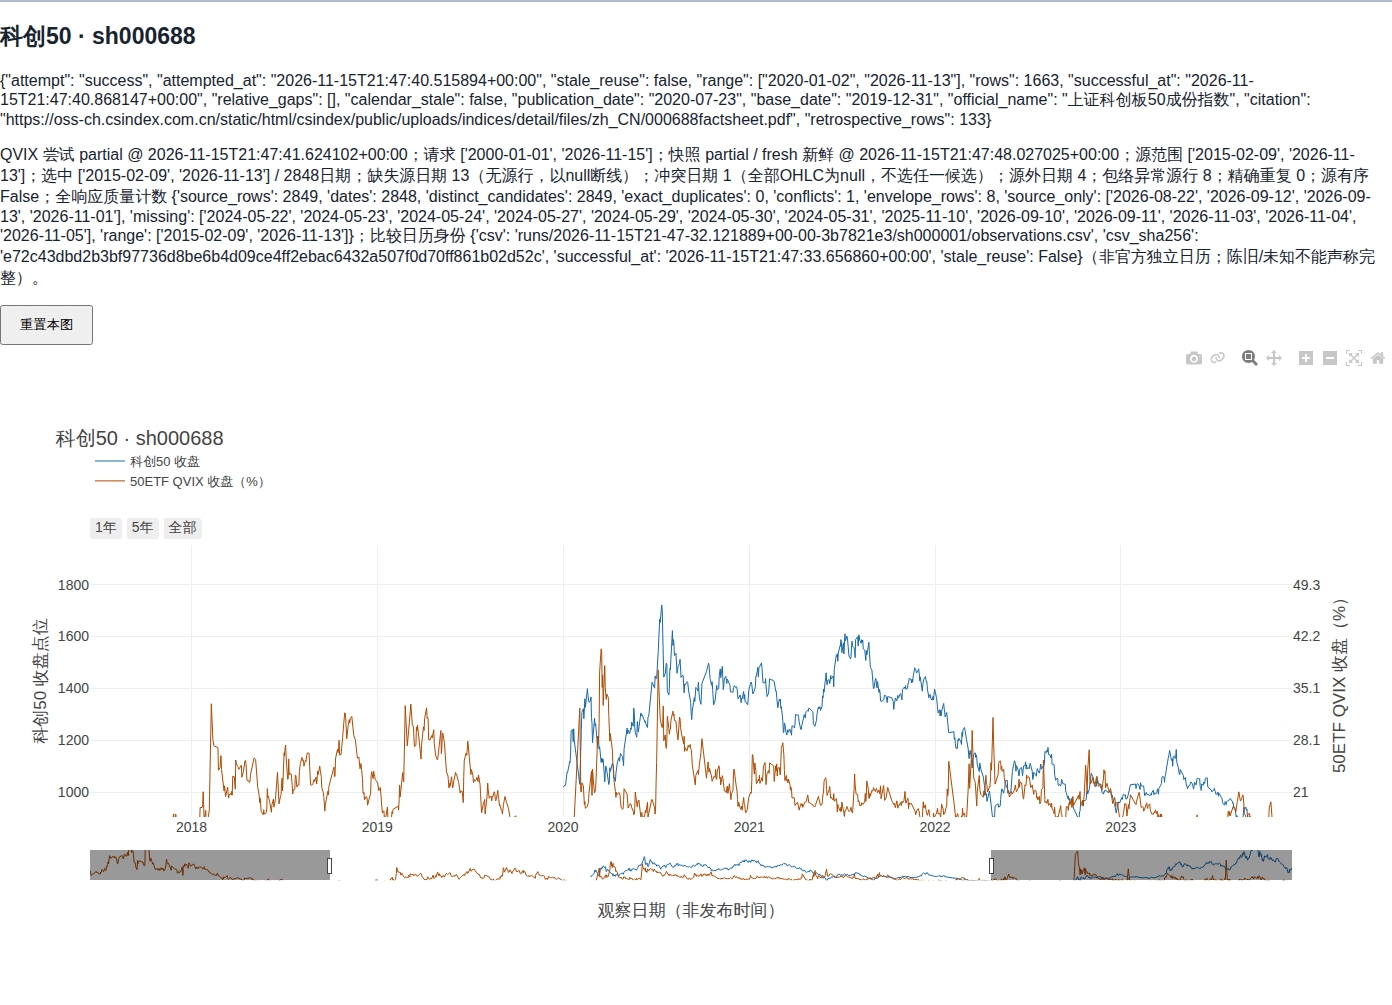 科创50 · sh000688
{"attempt": "success", "attempted_at": "2026-11-15T21:47:40.515894+00:00", "stale_reuse": false, "range": ["2020-01-02", "2026-11-13"], "rows": 1663, "successful_at": "2026-11-
15T21:47:40.868147+00:00", "relative_gaps": [], "calendar_stale": false, "publication_date": "2020-07-23", "base_date": "2019-12-31", "official_name": "上证科创板50成份指数", "citation":
"https://oss-ch.csindex.com.cn/static/html/csindex/public/uploads/indices/detail/files/zh_CN/000688factsheet.pdf", "retrospective_rows": 133}
QVIX 尝试 partial @ 2026-11-15T21:47:41.624102+00:00；请求 ['2000-01-01', '2026-11-15']；快照 partial / fresh 新鲜 @ 2026-11-15T21:47:48.027025+00:00；源范围 ['2015-02-09', '2026-11-
13']；选中 ['2015-02-09', '2026-11-13'] / 2848日期；缺失源日期 13（无源行，以null断线）；冲突日期 1（全部OHLC为null，不选任一候选）；源外日期 4；包络异常源行 8；精确重复 0；源有序
False；全响应质量计数 {'source_rows': 2849, 'dates': 2848, 'distinct_candidates': 2849, 'exact_duplicates': 0, 'conflicts': 1, 'envelope_rows': 8, 'source_only': ['2026-08-22', '2026-09-12', '2026-09-
13', '2026-11-01'], 'missing': ['2024-05-22', '2024-05-23', '2024-05-24', '2024-05-27', '2024-05-29', '2024-05-30', '2024-05-31', '2025-11-10', '2026-09-10', '2026-09-11', '2026-11-03', '2026-11-04',
'2026-11-05'], 'range': ['2015-02-09', '2026-11-13']}；比较日历身份 {'csv': 'runs/2026-11-15T21-47-32.121889+00-00-3b7821e3/sh000001/observations.csv', 'csv_sha256':
'e72c43dbd2b3bf97736d8be6b4d09ce4ff2ebac6432a507f0d70ff861b02d52c', 'successful_at': '2026-11-15T21:47:33.656860+00:00', 'stale_reuse': False}（非官方独立日历；陈旧/未知不能声称完
整）。
重置本图
科创50 · sh000688
科创50 收盘
50ETF QVIX 收盘（%）
1年 5年 全部
1800
1600
1400
1200
1000
科创50 收盘点位
49.3
42.2
35.1
28.1
21
50ETF QVIX 收盘（%）
2018 2019 2020 2021 2022 2023
观察日期（非发布时间）